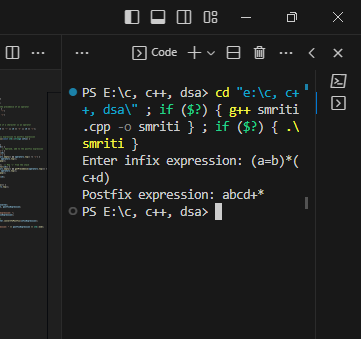 Code
PS E:\c, c++, dsa> cd "e:\c, c+
+, dsa\" ; if ($?) { g++ smriti
.cpp -o smriti } ; if ($?) { .\
smriti }
Enter infix expression: (a=b)*(
c+d)
Postfix expression: abcd+*
PS E:\c, c++, dsa>